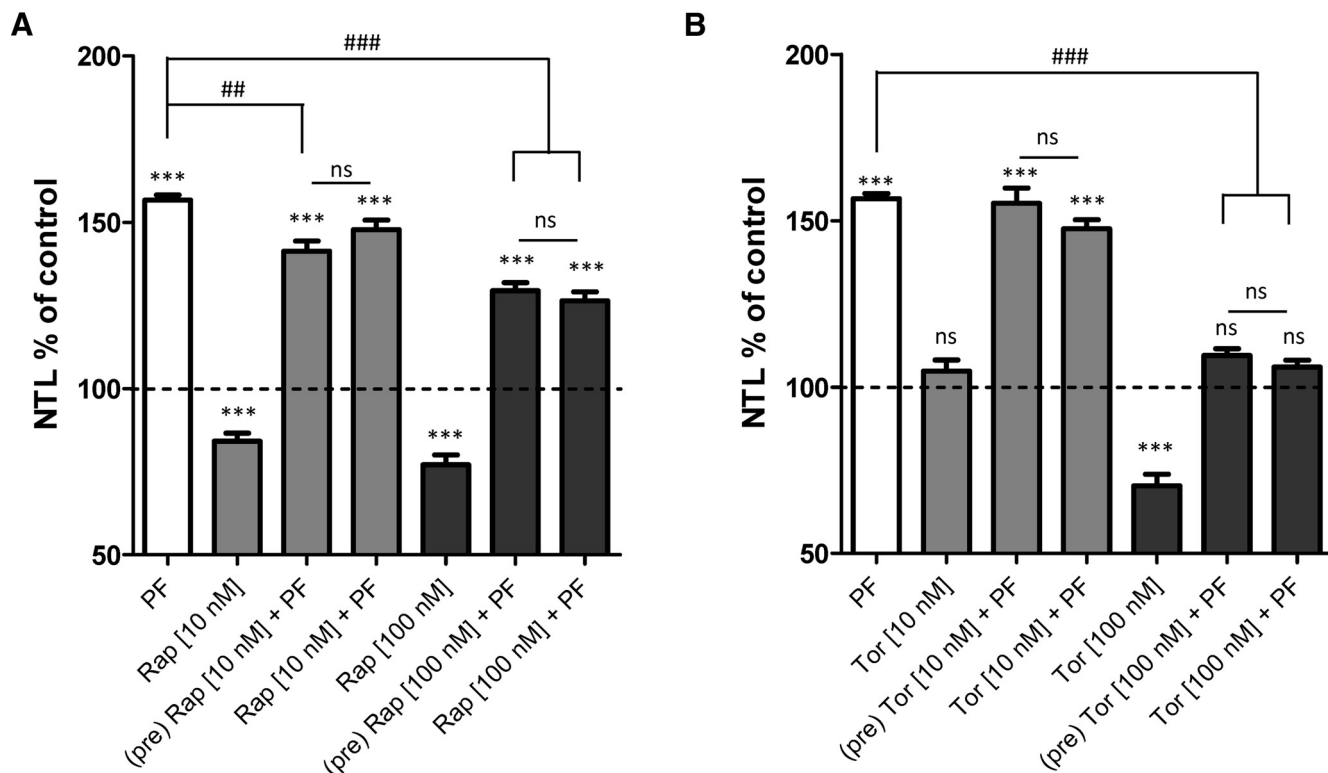 A
###
200
##
ns
***
***
***
150
ns
***
***
NTL % of control
100
***
***
50
PF
Rap [10 nM]
(pre) Rap [10 nM] + PF
Rap [10 nM] + PF
Rap [100 nM]
(pre) Rap [100 nM] + PF
Rap [100 nM] + PF
B
###
200
ns
***
***
***
150
NTL % of control
ns
ns
ns
ns
100
***
50
PF
Tor [10 nM]
(pre) Tor [10 nM] + PF
Tor [10 nM] + PF
Tor [100 nM]
(pre) Tor [100 nM] + PF
Tor [100 nM] + PF